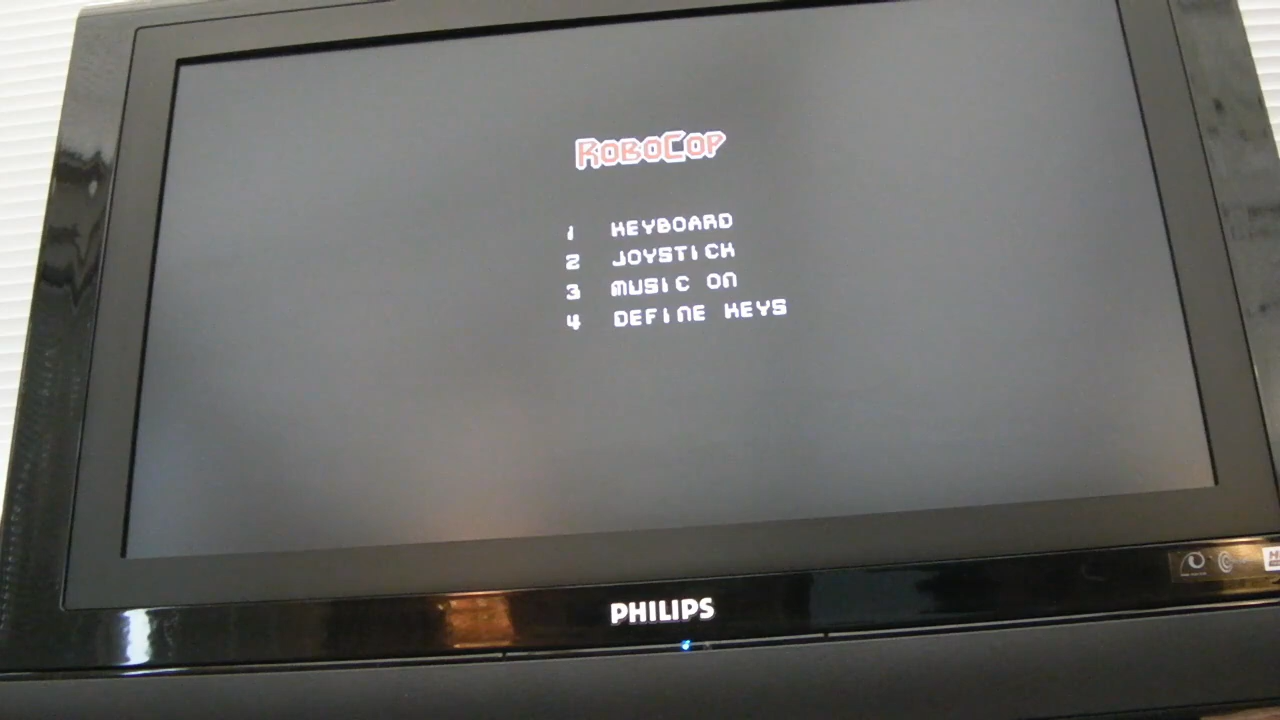 ROBOCOP
1 KEYBOARD
2 JOYSTICK
3 MUSIC ON
4 DEFINE KEYS
PHILIPS